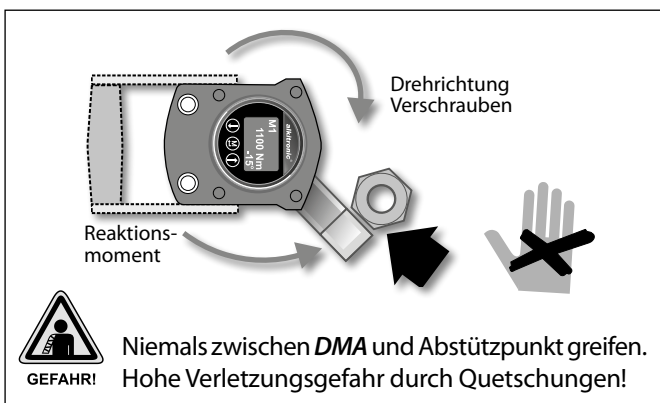 Drehrichtung
Verschrauben
alkitronic®
M1
1100 Nm
-15°
M
Reaktions-
moment
GEFAHR!
Niemals zwischen DMA und Abstützpunkt greifen.
Hohe Verletzungsgefahr durch Quetschungen!